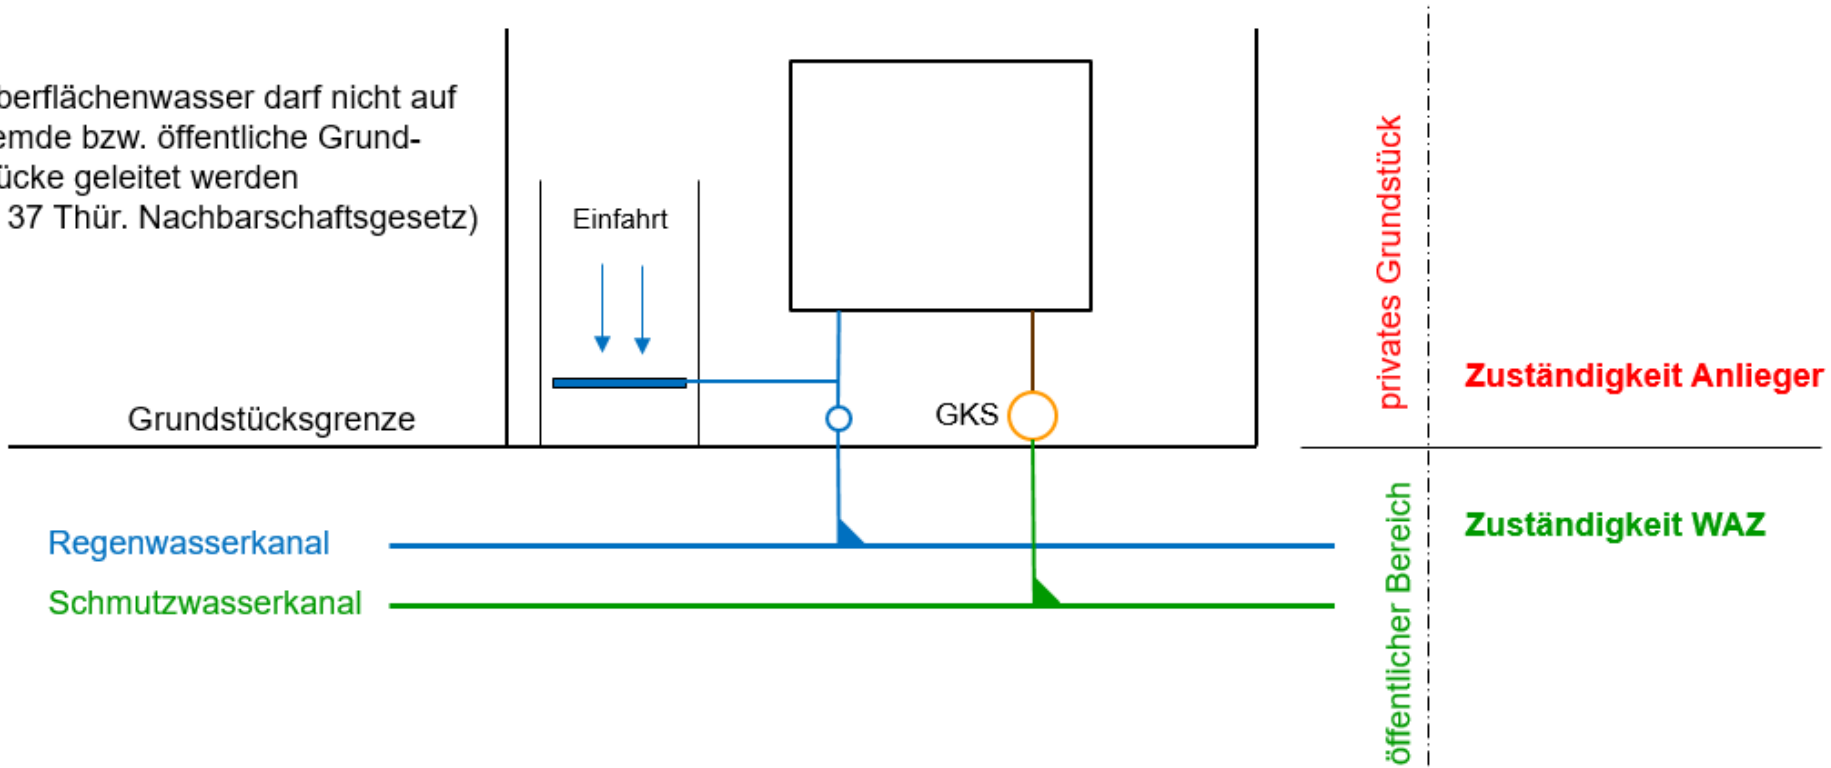 berflächenwasser darf nicht auf
emde bzw. öffentliche Grund-
ücke geleitet werden
37 Thür. Nachbarschaftsgesetz)
Einfahrt
privates Grundstück
Zuständigkeit Anlieger
Grundstücksgrenze
GKS
Regenwasserkanal
Schmutzwasserkanal
öffentlicher Bereich
Zuständigkeit WAZ